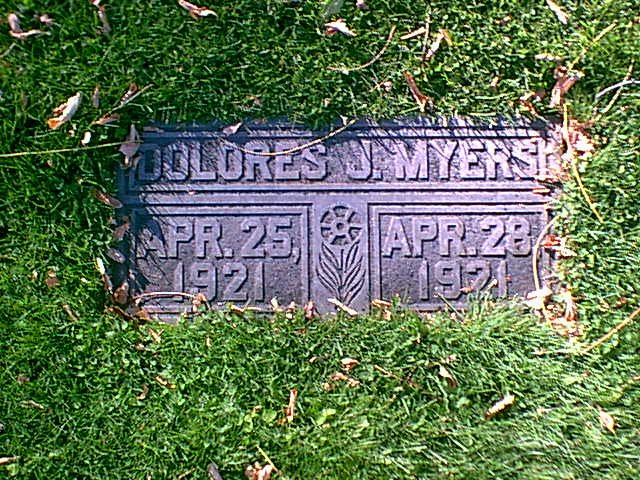 DOLORES J. MYERS
APR. 25,
1921
APR. 28
1921